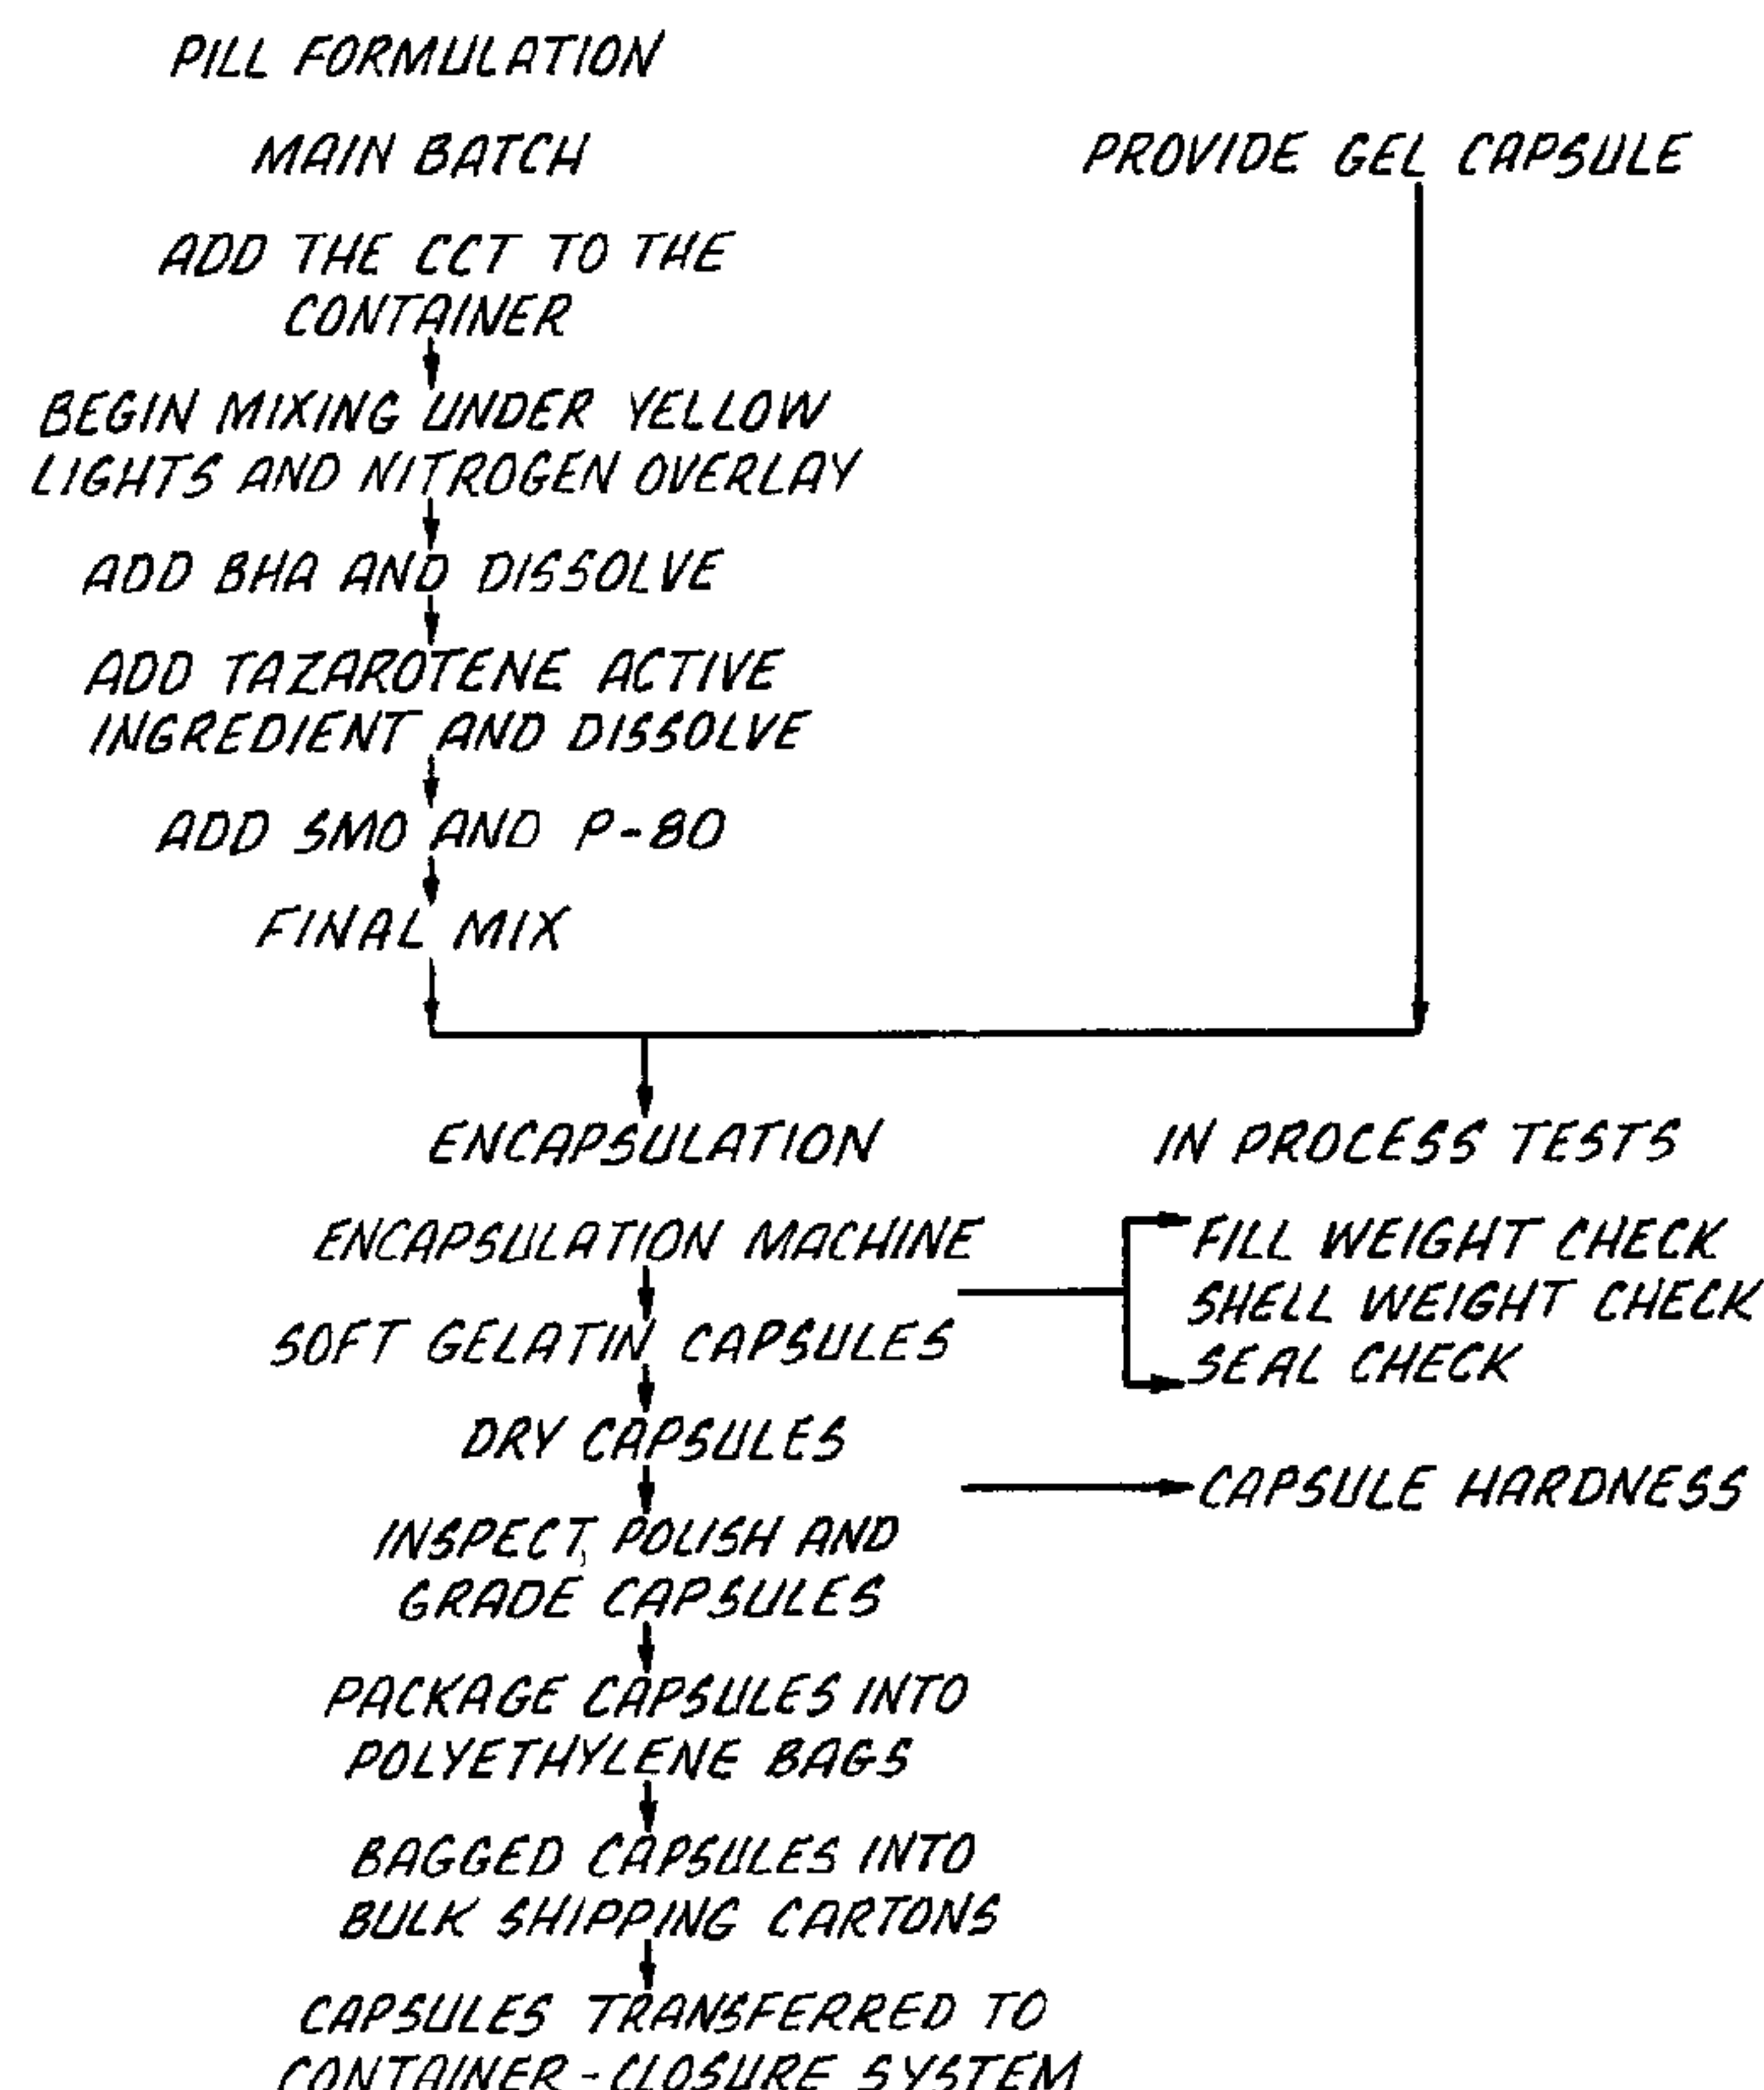 PILL FORMULATION
MAIN BATCH
PROVIDE GEL CAPSULE
ADD THE CCT TO THE
CONTAINER
BEGIN MIXING UNDER YELLOW
LIGHTS AND NITROGEN OVERLAY
ADD BHA AND DISSOLVE
ADD TAZAROTENE ACTIVE
INGREDIENT AND DISSOLVE
ADD SMO AND P-80
FINAL MIX
ENCAPSULATION
IN PROCESS TESTS
ENCAPSULATION MACHINE
FILL WEIGHT CHECK
SHELL WEIGHT CHECK
SOFT GELATIN CAPSULES
SEAL CHECK
DRY CAPSULES
CAPSULE HARDNESS
INSPECT, POLISH AND
GRADE CAPSULES
PACKAGE CAPSULES INTO
POLYETHYLENE BAGS
BAGGED CAPSULES INTO
BULK SHIPPING CARTONS
CAPSULES TRANSFERRED TO
CONTAINER-CLOSURE SYSTEM